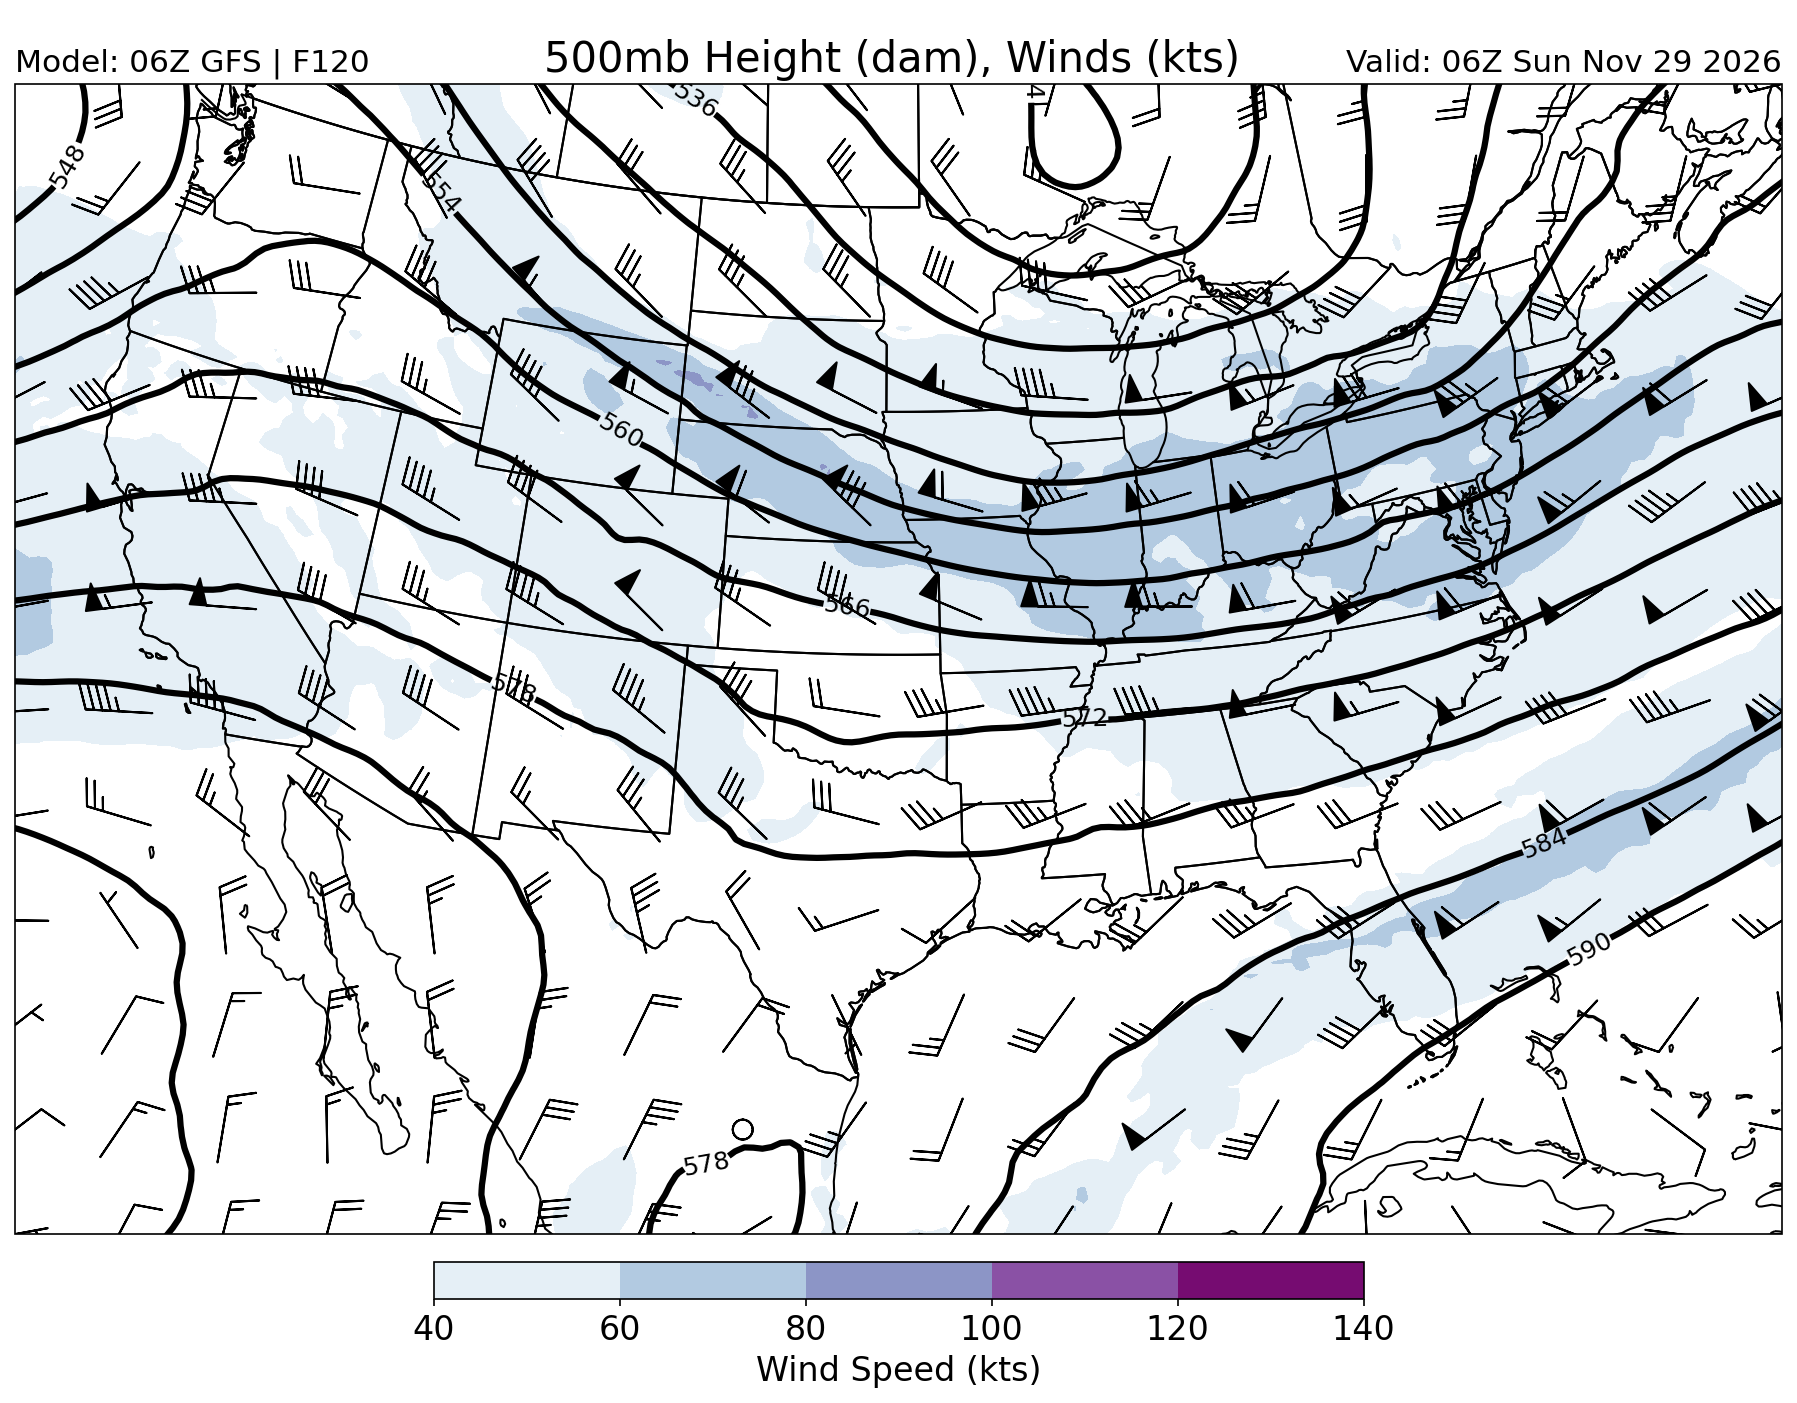 500mb Height (dam), Winds (kts)
Model: 06Z GFS | F120
Valid: 06Z Sun Nov 29 2026
536
548
554
560
566
578
572
584
590
578
40 60 80 100 120 140
Wind Speed (kts)